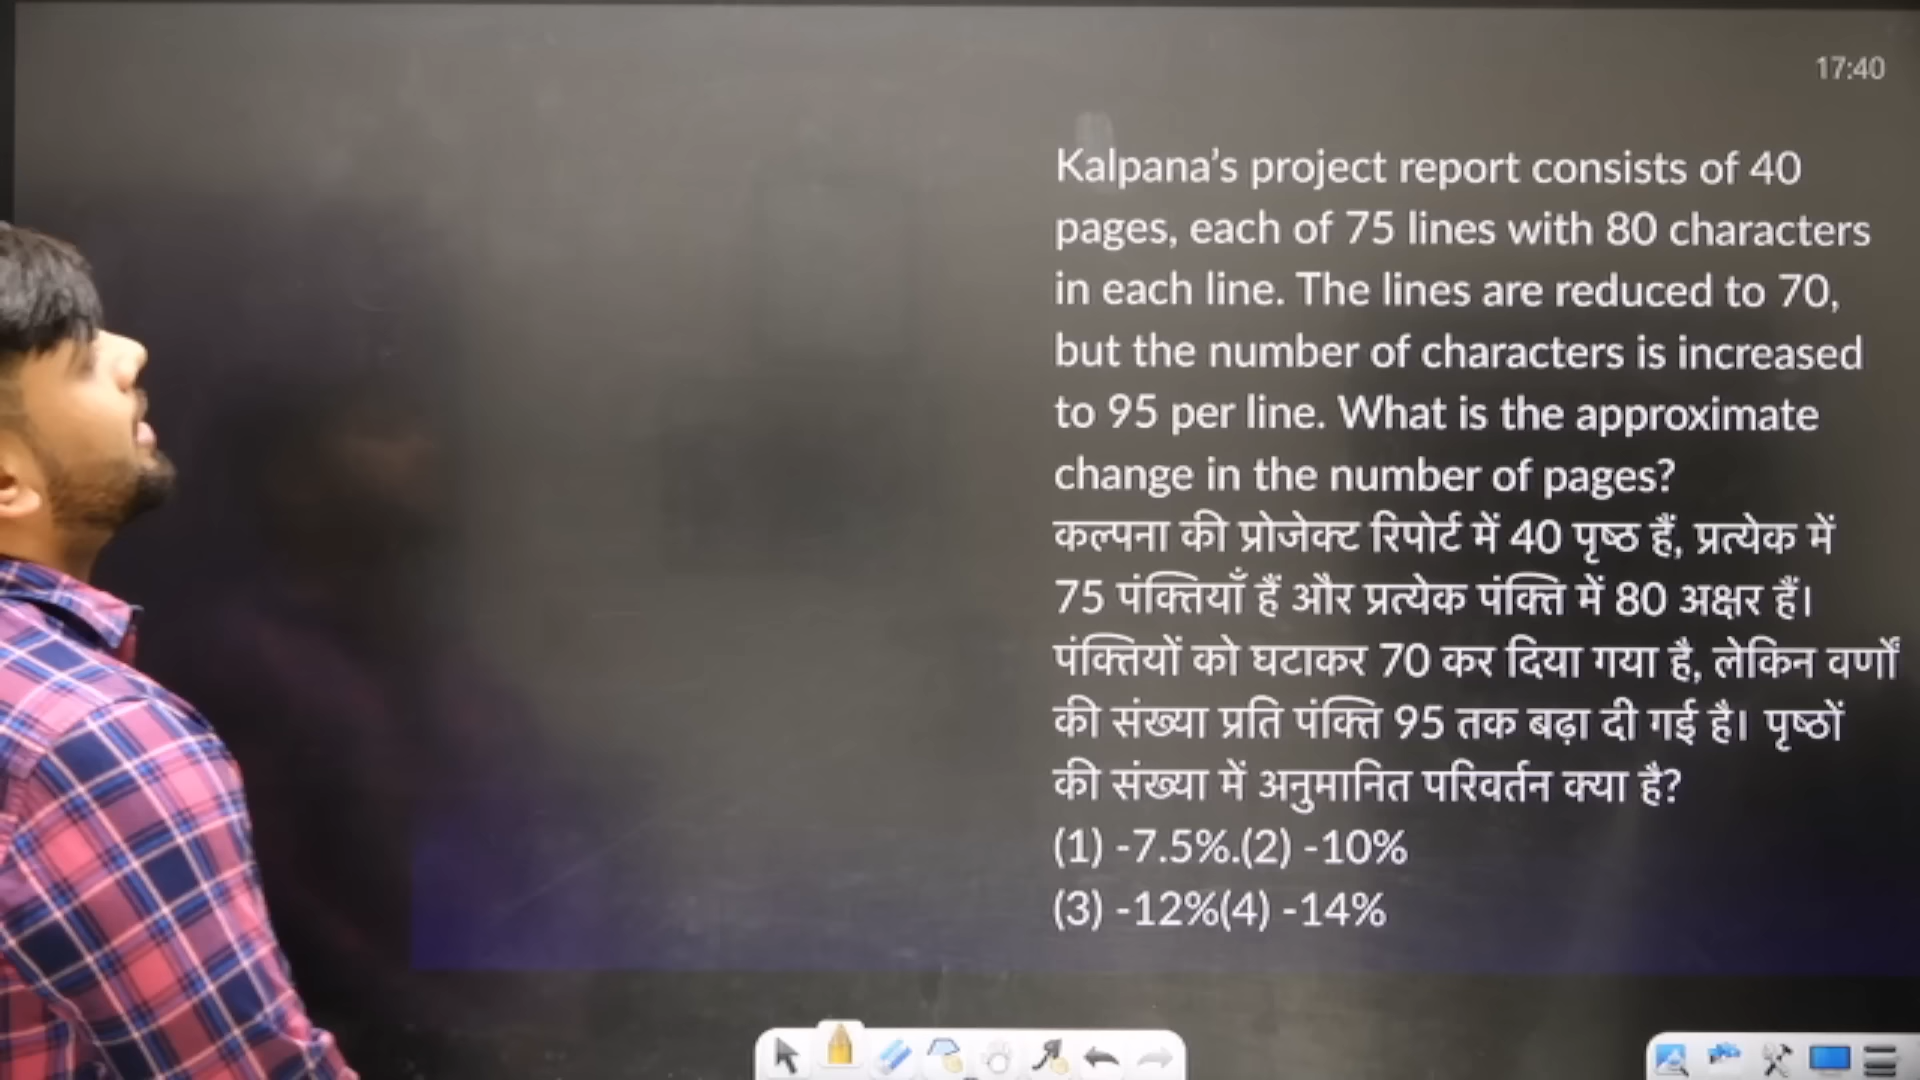 17:40
Kalpana’s project report consists of 40
pages, each of 75 lines with 80 characters
in each line. The lines are reduced to 70,
but the number of characters is increased
to 95 per line. What is the approximate
change in the number of pages?
कल्पना की प्रोजेक्ट रिपोर्ट में 40 पृष्ठ हैं, प्रत्येक में
75 पंक्तियाँ हैं और प्रत्येक पंक्ति में 80 अक्षर हैं।
पंक्तियों को घटाकर 70 कर दिया गया है, लेकिन वर्णों
की संख्या प्रति पंक्ति 95 तक बढ़ा दी गई है। पृष्ठों
की संख्या में अनुमानित परिवर्तन क्या है?
(1) -7.5%.(2) -10%
(3) -12%(4) -14%